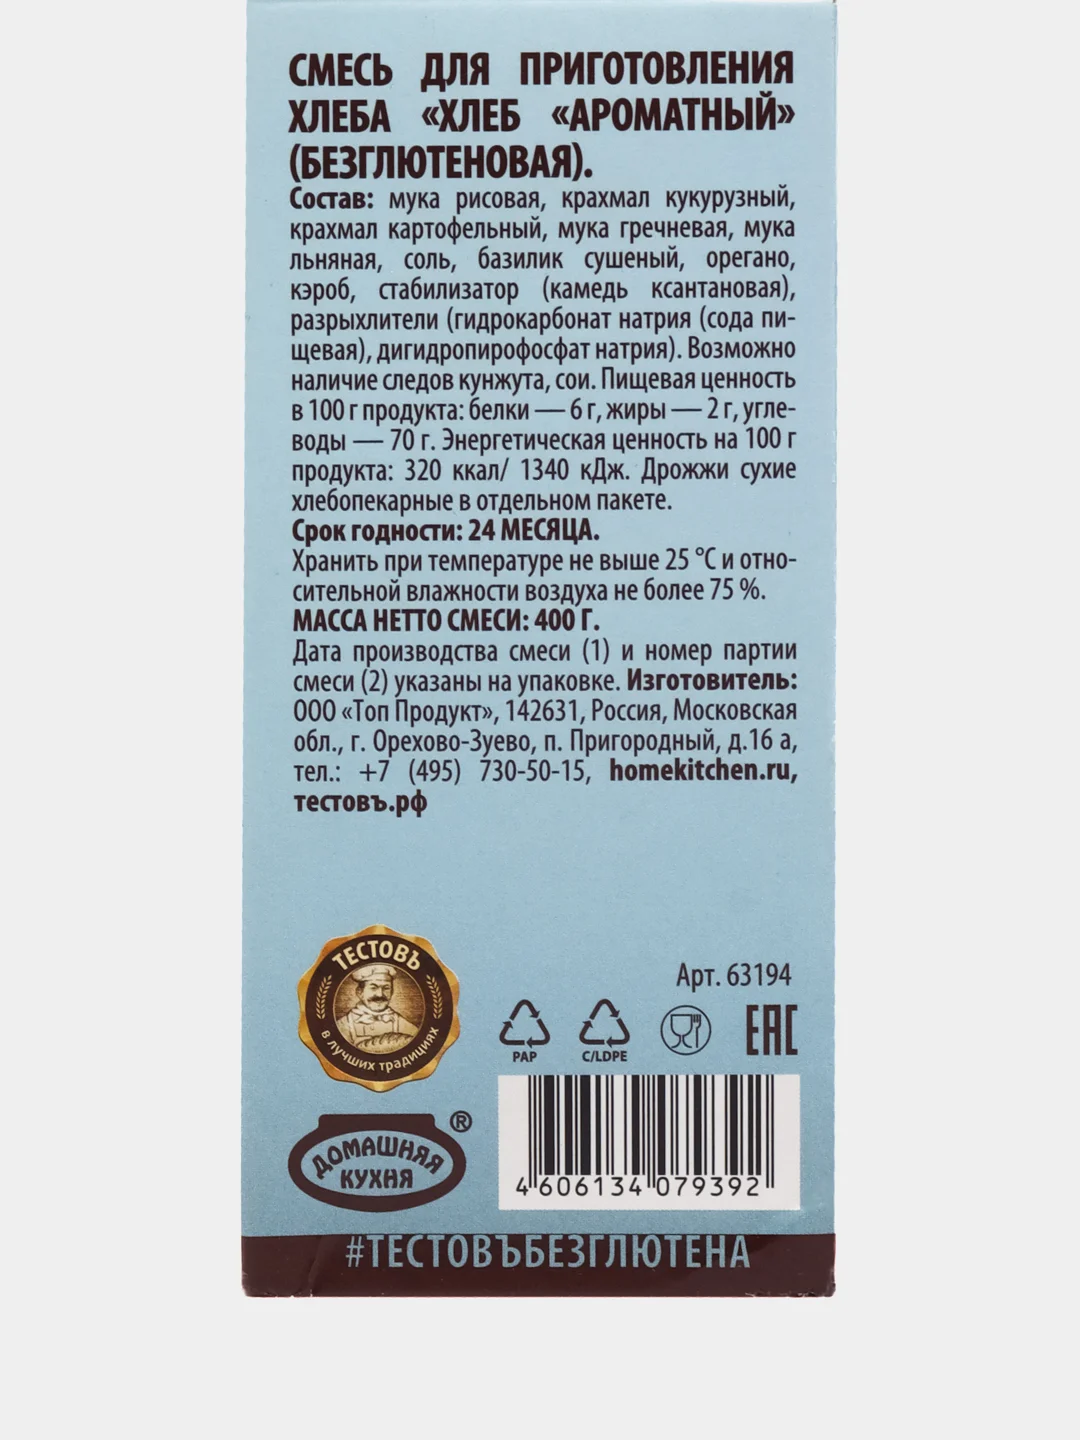 СМЕСЬ ДЛЯ ПРИГОТОВЛЕНИЯ
ХЛЕБА «ХЛЕБ «АРОМАТНЫЙ»
(БЕЗГЛЮТЕНОВАЯ).
Состав: мука рисовая, крахмал кукурузный,
крахмал картофельный, мука гречневая, мука
льняная, соль, базилик сушеный, орегано,
кэроб, стабилизатор (камедь ксантановая),
разрыхлители (гидрокарбонат натрия (сода пи-
щевая), дигидропирофосфат натрия). Возможно
наличие следов кунжута, сои. Пищевая ценность
в 100 г продукта: белки — 6 г, жиры — 2 г, угле-
воды — 70 г. Энергетическая ценность на 100 г
продукта: 320 ккал/ 1340 кДж. Дрожжи сухие
хлебопекарные в отдельном пакете.
Срок годности: 24 МЕСЯЦА.
Хранить при температуре не выше 25 °С и отно-
сительной влажности воздуха не более 75 %.
МАССА НЕТТО СМЕСИ: 400 Г.
Дата производства смеси (1) и номер партии
смеси (2) указаны на упаковке. Изготовитель:
ООО «Топ Продукт», 142631, Россия, Московская
обл., г. Орехово-Зуево, п. Пригородный, д.16 а,
тел.: +7 (495) 730-50-15, homekitchen.ru,
тестовъ.рф
ТЕСТОВЪ
в лучших традициях
Арт. 63194
PAP
C/LDPE
EAC
ДОМАШНЯЯ
КУХНЯ
®
4 606134 079392
#ТЕСТОВЪБЕЗГЛЮТЕНА